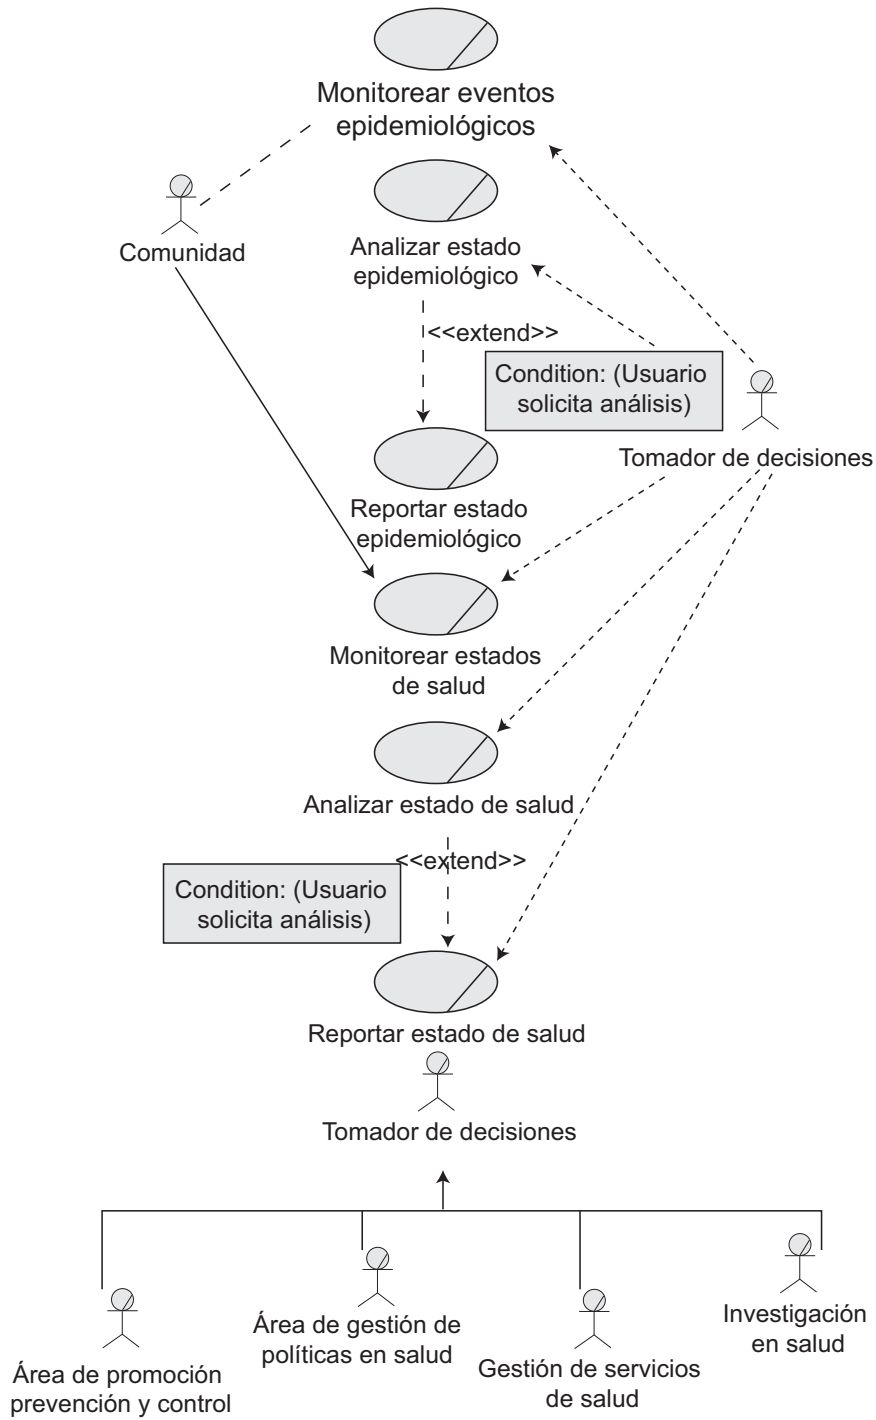 Monitorear eventos
epidemiológicos
Comunidad
Analizar estado
epidemiológico
<<extend>>
Condition: (Usuario
solicita análisis)
Tomador de decisiones
Reportar estado
epidemiológico
Monitorear estados
de salud
Analizar estado de salud
<<extend>>
Condition: (Usuario
solicita análisis)
Reportar estado de salud
Tomador de decisiones
Área de promoción
prevención y control
Área de gestión de
políticas en salud
Gestión de servicios
de salud
Investigación
en salud